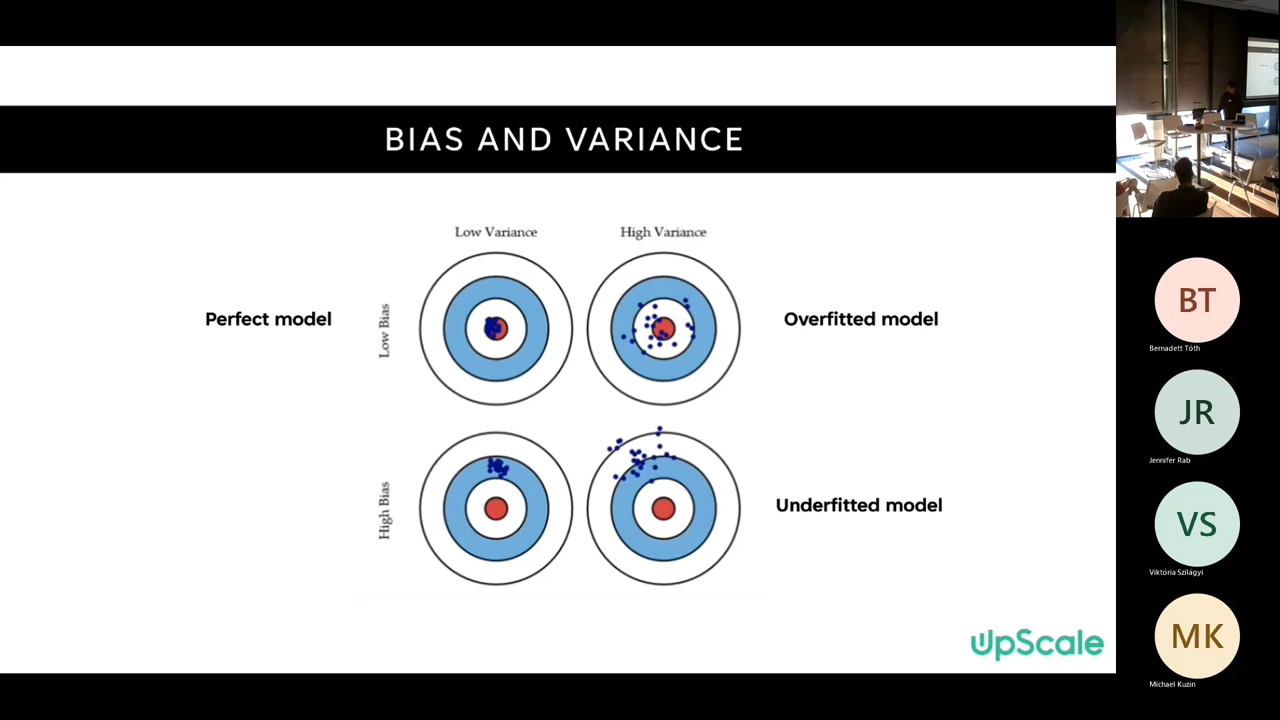 BIAS AND VARIANCE
Low Variance
High Variance
Perfect model
Low Bias
Overfitted model
High Bias
Underfitted model
UpScale
BT
Bernadett Tóth
JR
Jennifer Rab
VS
Viktória Szilágyi
MK
Michael Kuzin